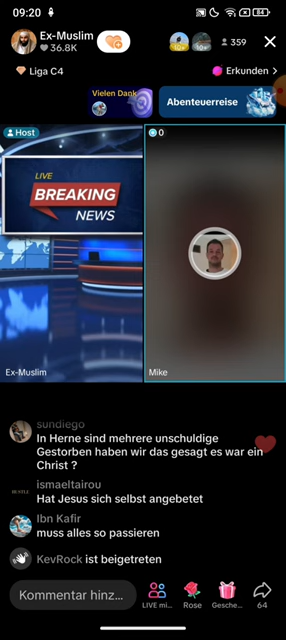 09:20
84
Ex-Muslim
36.8K
10+
10+
359
Liga C4
Erkunden >
Vielen Dank
Abenteuerreise
Host
0
LIVE
BREAKING
NEWS
Ex-Muslim
Mike
sundiego
In Herne sind mehrere unschuldige
Gestorben haben wir das gesagt es war ein
Christ ?
ismaeltairou
Hat Jesus sich selbst angebetet
Ibn Kafir
muss alles so passieren
KevRock ist beigetreten
Kommentar hinz...
LIVE mi...
Rose
Gesche...
64